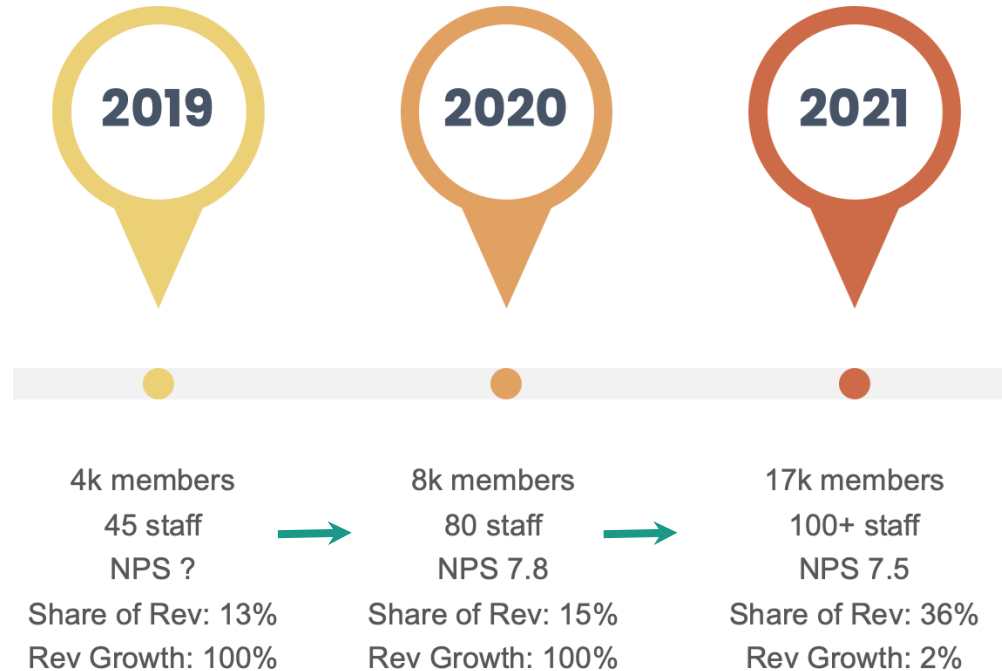 2019
2020
2021
4k members
45 staff
NPS ?
Share of Rev: 13%
Rev Growth: 100%
8k members
80 staff
NPS 7.8
Share of Rev: 15%
Rev Growth: 100%
17k members
100+ staff
NPS 7.5
Share of Rev: 36%
Rev Growth: 2%